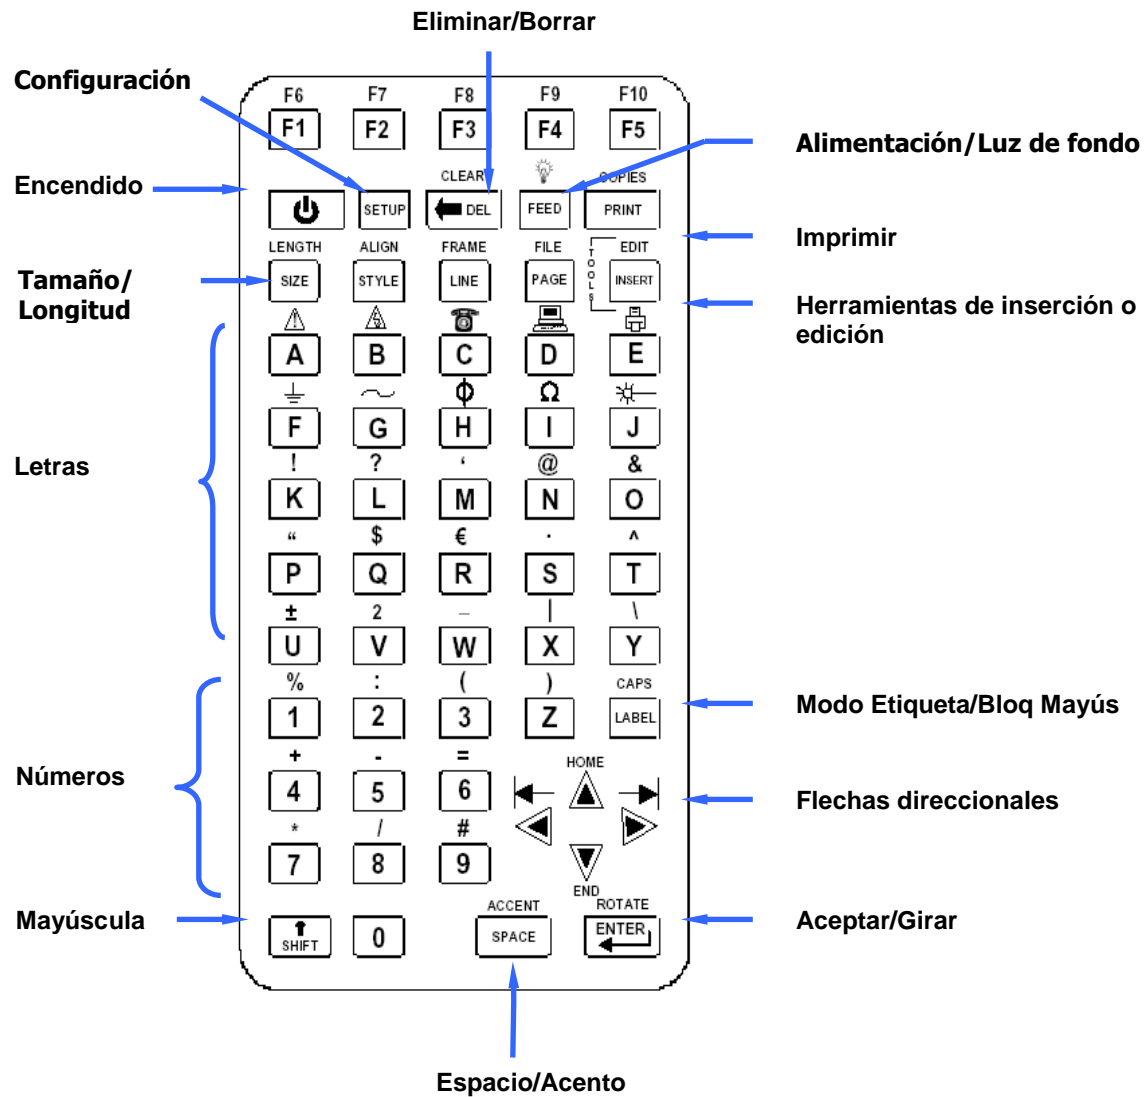 Eliminar/Borrar
Configuración
F6 F7 F8 F9 F10
F1 F2 F3 F4 F5
Alimentación/Luz de fondo
CLEAR COPIES
Encendido
SETUP DEL FEED PRINT
Imprimir
LENGTH ALIGN FRAME FILE EDIT
TOOLS
SIZE STYLE LINE PAGE INSERT
Tamaño/
Longitud
Herramientas de inserción o
edición
A B C D E
Φ Ω
F G H I J
! ? ‘ @ &
Letras
K L M N O
“ $ € · ^
P Q R S T
± 2 – | \
U V W X Y
% : ( ) CAPS
1 2 3 Z LABEL
Modo Etiqueta/Bloq Mayús
+ - = HOME
Números
4 5 6
Flechas direccionales
* / #
7 8 9
END
ACCENT ROTATE
Mayúscula
SHIFT 0 SPACE ENTER
Aceptar/Girar
Espacio/Acento